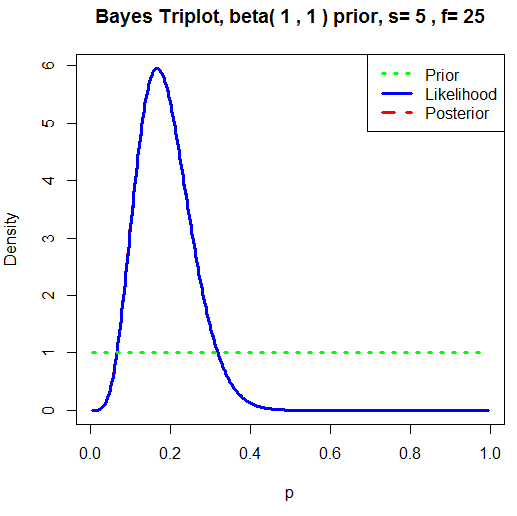 Bayes Triplot, beta( 1 , 1 ) prior, s= 5 , f= 25
Prior
Likelihood
Posterior
6
5
4
3
2
1
0
Density
0.0 0.2 0.4 0.6 0.8 1.0
p